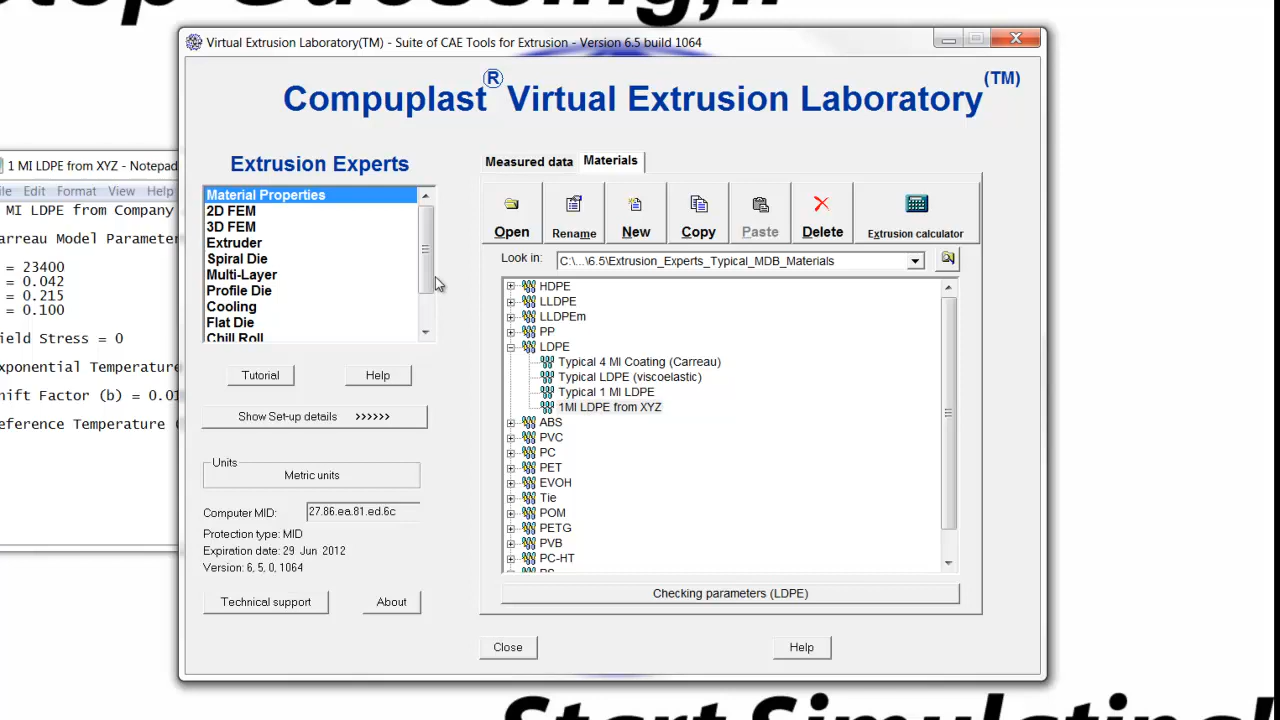 Stop Guessing,
Virtual Extrusion Laboratory(TM) - Suite of CAE Tools for Extrusion - Version 6.5 build 1064
Compuplast® Virtual Extrusion Laboratory (TM)
1 MI LDPE from XYZ - Notepad
Edit Format View Help
MI LDPE from Company
arreau Model Parameter
= 23400
= 0.042
= 0.215
= 0.100
ield Stress = 0
xponential Temperature
hift Factor (b) = 0.01
eference Temperature (
Extrusion Experts
Material Properties
2D FEM
3D FEM
Extruder
Spiral Die
Multi-Layer
Profile Die
Cooling
Flat Die
Chill Roll
Tutorial
Help
Show Set-up details >>>>>>
Units
Metric units
Computer MID: 27.86.ea.81.ed.6c
Protection type: MID
Expiration date: 29 Jun 2012
Version: 6, 5, 0, 1064
Technical support
About
Measured data
Materials
Open
Rename
New
Copy
Paste
Delete
Extrusion calculator
Look in: C:\...\6.5\Extrusion_Experts_Typical_MDB_Materials
HDPE
LLDPE
LLDPEm
PP
LDPE
Typical 4 MI Coating (Carreau)
Typical LDPE (viscoelastic)
Typical 1 MI LDPE
1MI LDPE from XYZ
ABS
PVC
PC
PET
EVOH
Tie
POM
PETG
PVB
PC-HT
Checking parameters (LDPE)
Close
Help
Start Simulating!